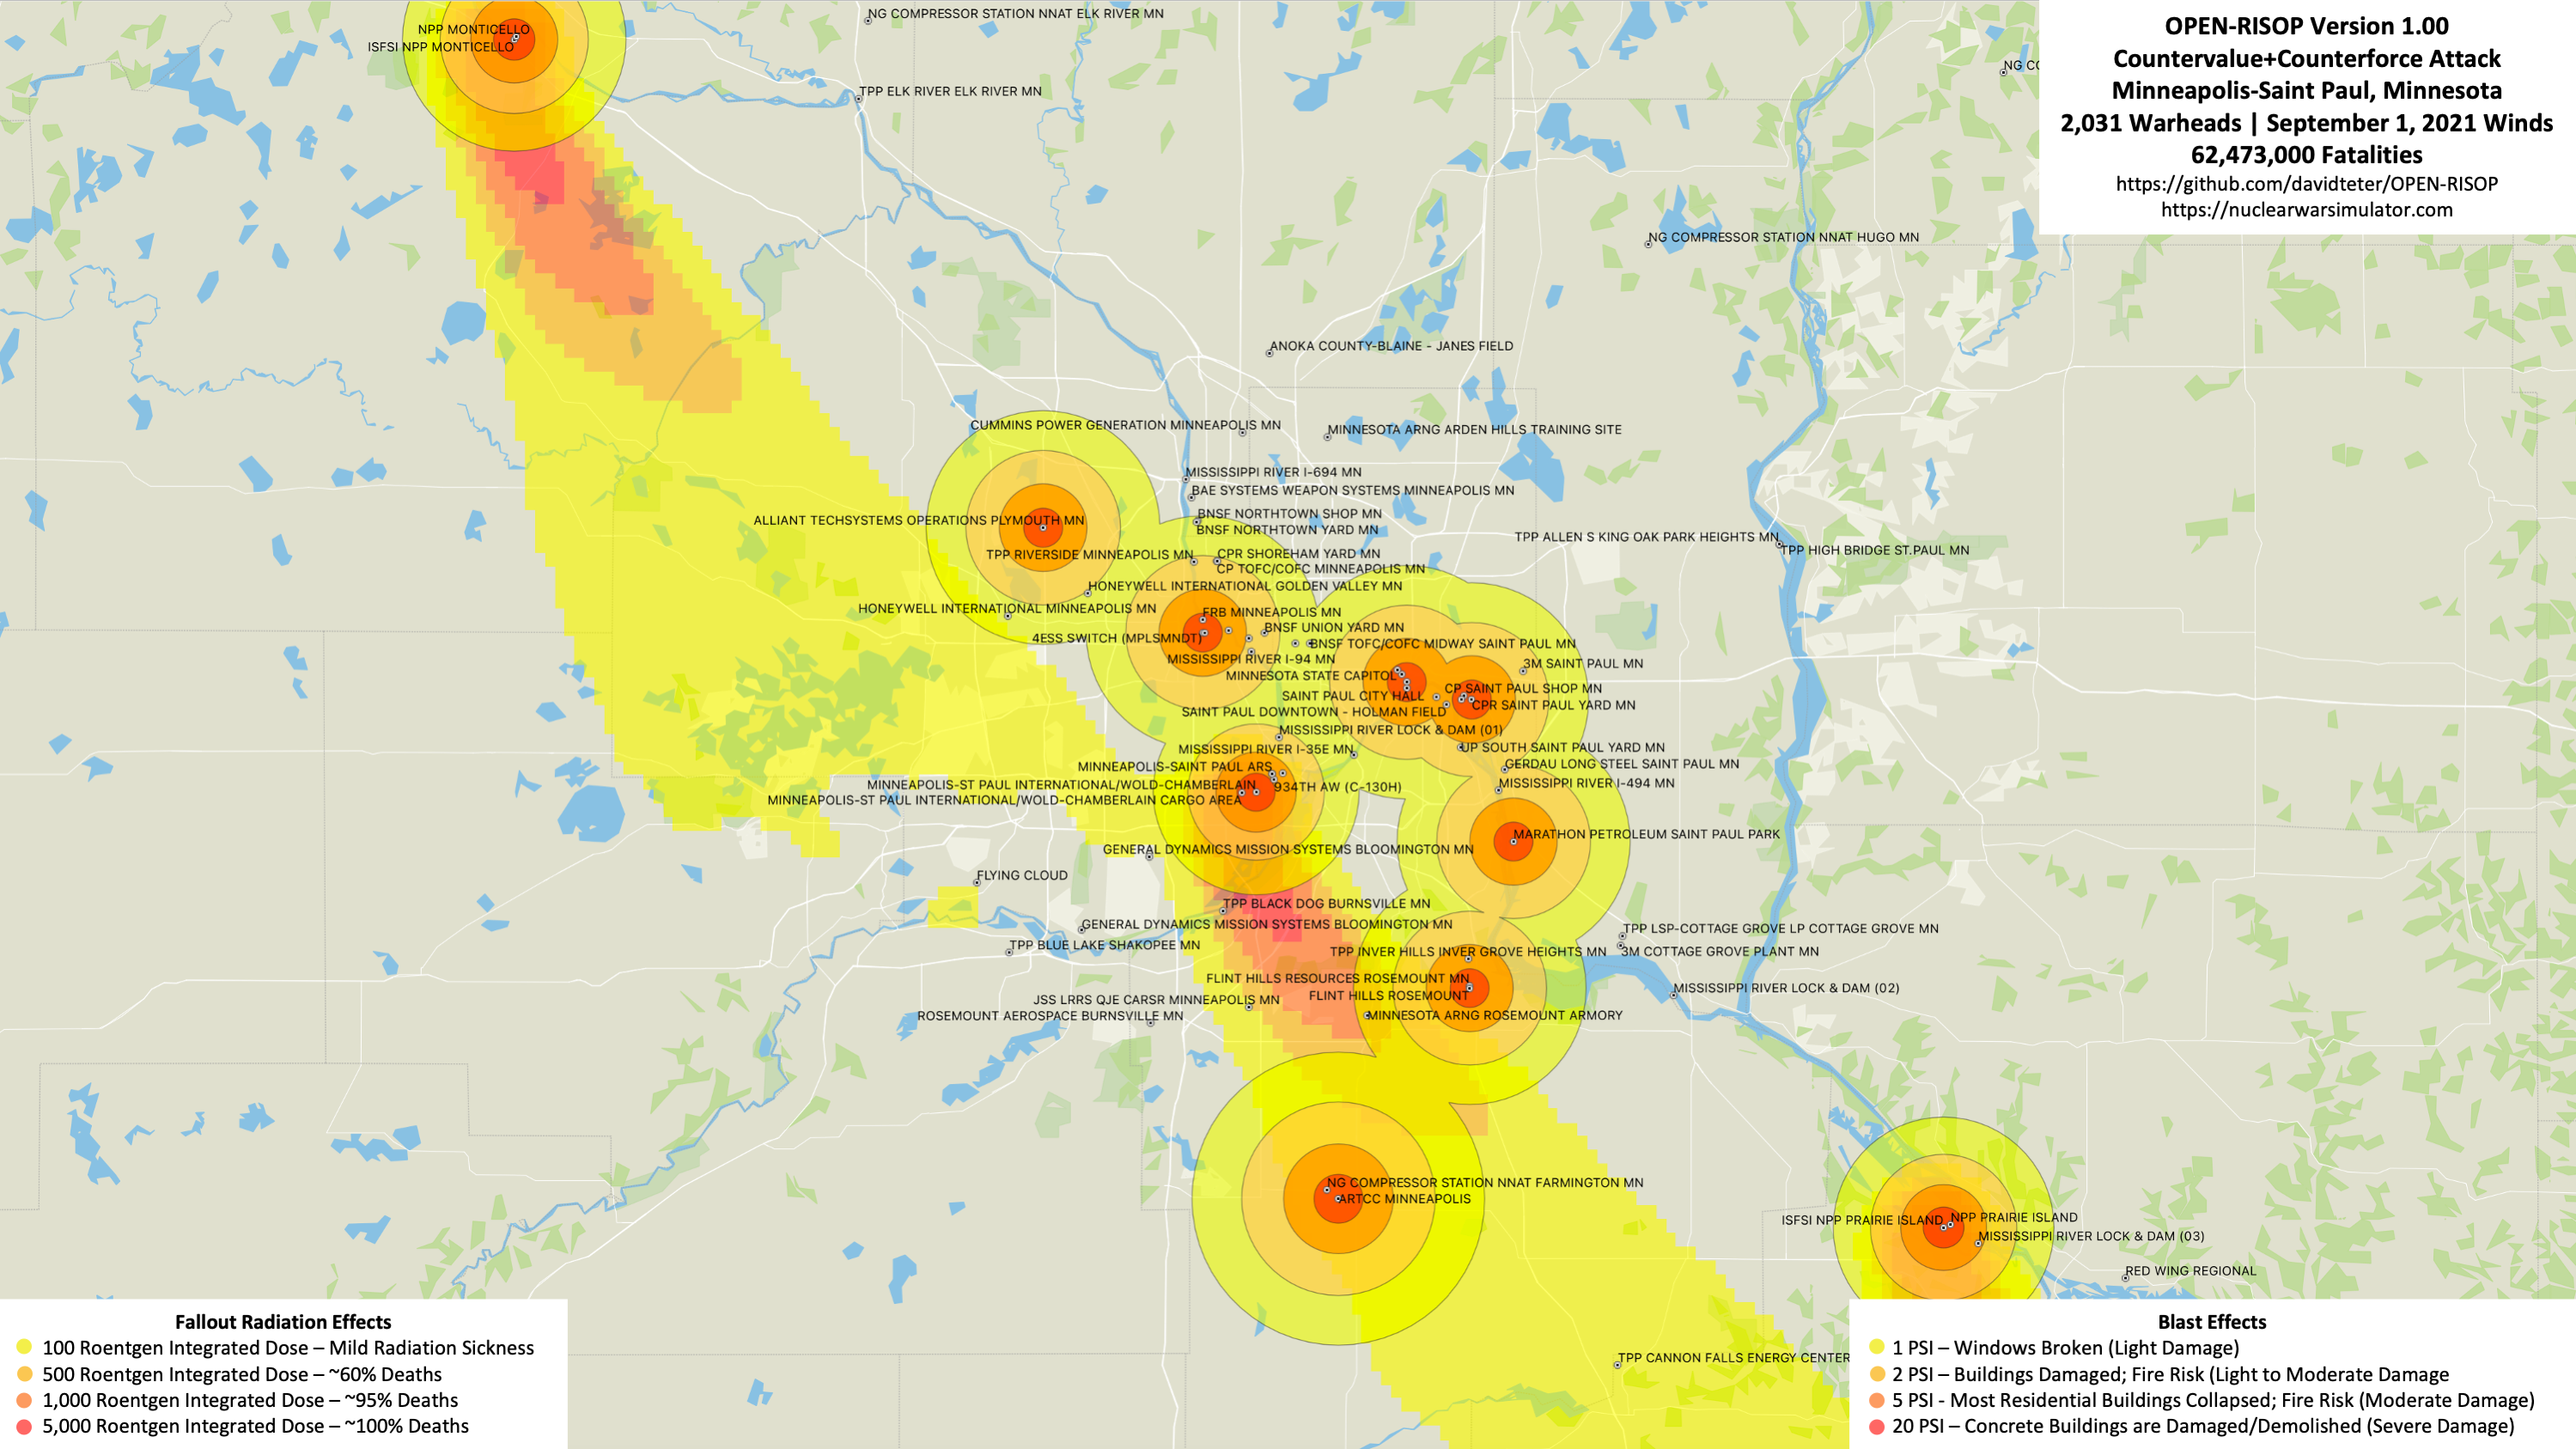 OPEN-RISOP Version 1.00
Countervalue+Counterforce Attack
Minneapolis-Saint Paul, Minnesota
2,031 Warheads | September 1, 2021 Winds
62,473,000 Fatalities
https://github.com/davidteter/OPEN-RISOP
https://nuclearwarsimulator.com
NG COMPRESSOR STATION NNAT ELK RIVER MN
NPP MONTICELLO
ISFSI NPP MONTICELLO
NG CO
TPP ELK RIVER ELK RIVER MN
NG COMPRESSOR STATION NNAT HUGO MN
ANOKA COUNTY-BLAINE - JANES FIELD
CUMMINS POWER GENERATION MINNEAPOLIS MN
MINNESOTA ARNG ARDEN HILLS TRAINING SITE
MISSISSIPPI RIVER I-694 MN
BAE SYSTEMS WEAPON SYSTEMS MINNEAPOLIS MN
BNSF NORTHTOWN SHOP MN
ALLIANT TECHSYSTEMS OPERATIONS PLYMOUTH MN
BNSF NORTHTOWN YARD MN
TPP ALLEN S KING OAK PARK HEIGHTS MN
TPP HIGH BRIDGE ST.PAUL MN
TPP RIVERSIDE MINNEAPOLIS MN
CPR SHOREHAM YARD MN
CP TOFC/COFC MINNEAPOLIS MN
HONEYWELL INTERNATIONAL GOLDEN VALLEY MN
HONEYWELL INTERNATIONAL MINNEAPOLIS MN
FRB MINNEAPOLIS MN
BNSF UNION YARD MN
4ESS SWITCH (MPLSMNDT)
BNSF TOFC/COFC MIDWAY SAINT PAUL MN
MISSISSIPPI RIVER I-94 MN
3M SAINT PAUL MN
MINNESOTA STATE CAPITOL
CP SAINT PAUL SHOP MN
SAINT PAUL CITY HALL
CPR SAINT PAUL YARD MN
SAINT PAUL DOWNTOWN - HOLMAN FIELD
MISSISSIPPI RIVER LOCK & DAM (01)
MISSISSIPPI RIVER I-35E MN
UP SOUTH SAINT PAUL YARD MN
MINNEAPOLIS-SAINT PAUL ARS
GERDAU LONG STEEL SAINT PAUL MN
MINNEAPOLIS-ST PAUL INTERNATIONAL/WOLD-CHAMBERLAIN
934TH AW (C-130H)
MISSISSIPPI RIVER I-494 MN
MINNEAPOLIS-ST PAUL INTERNATIONAL/WOLD-CHAMBERLAIN CARGO AREA
MARATHON PETROLEUM SAINT PAUL PARK
GENERAL DYNAMICS MISSION SYSTEMS BLOOMINGTON MN
FLYING CLOUD
TPP BLACK DOG BURNSVILLE MN
GENERAL DYNAMICS MISSION SYSTEMS BLOOMINGTON MN
TPP LSP-COTTAGE GROVE LP COTTAGE GROVE MN
TPP BLUE LAKE SHAKOPEE MN
TPP INVER HILLS INVER GROVE HEIGHTS MN
3M COTTAGE GROVE PLANT MN
FLINT HILLS RESOURCES ROSEMOUNT MN
MISSISSIPPI RIVER LOCK & DAM (02)
FLINT HILLS ROSEMOUNT
JSS LRRS QJE CARSR MINNEAPOLIS MN
ROSEMOUNT AEROSPACE BURNSVILLE MN
MINNESOTA ARNG ROSEMOUNT ARMORY
NG COMPRESSOR STATION NNAT FARMINGTON MN
ARTCC MINNEAPOLIS
ISFSI NPP PRAIRIE ISLAND
NPP PRAIRIE ISLAND
MISSISSIPPI RIVER LOCK & DAM (03)
RED WING REGIONAL
TPP CANNON FALLS ENERGY CENTER
Fallout Radiation Effects
100 Roentgen Integrated Dose – Mild Radiation Sickness
500 Roentgen Integrated Dose – ~60% Deaths
1,000 Roentgen Integrated Dose – ~95% Deaths
5,000 Roentgen Integrated Dose – ~100% Deaths
Blast Effects
1 PSI – Windows Broken (Light Damage)
2 PSI – Buildings Damaged; Fire Risk (Light to Moderate Damage
5 PSI - Most Residential Buildings Collapsed; Fire Risk (Moderate Damage)
20 PSI – Concrete Buildings are Damaged/Demolished (Severe Damage)